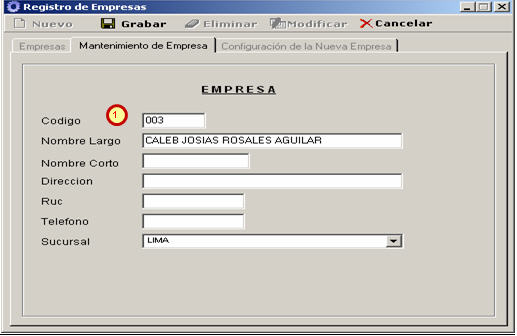 Registro de Empresas
Nuevo Grabar Eliminar Modificar Cancelar
Empresas Mantenimiento de Empresa Configuración de la Nueva Empresa
EMPRESA
1
Codigo 003
Nombre Largo CALEB JOSIAS ROSALES AGUILAR
Nombre Corto
Direccion
Ruc
Telefono
Sucursal LIMA